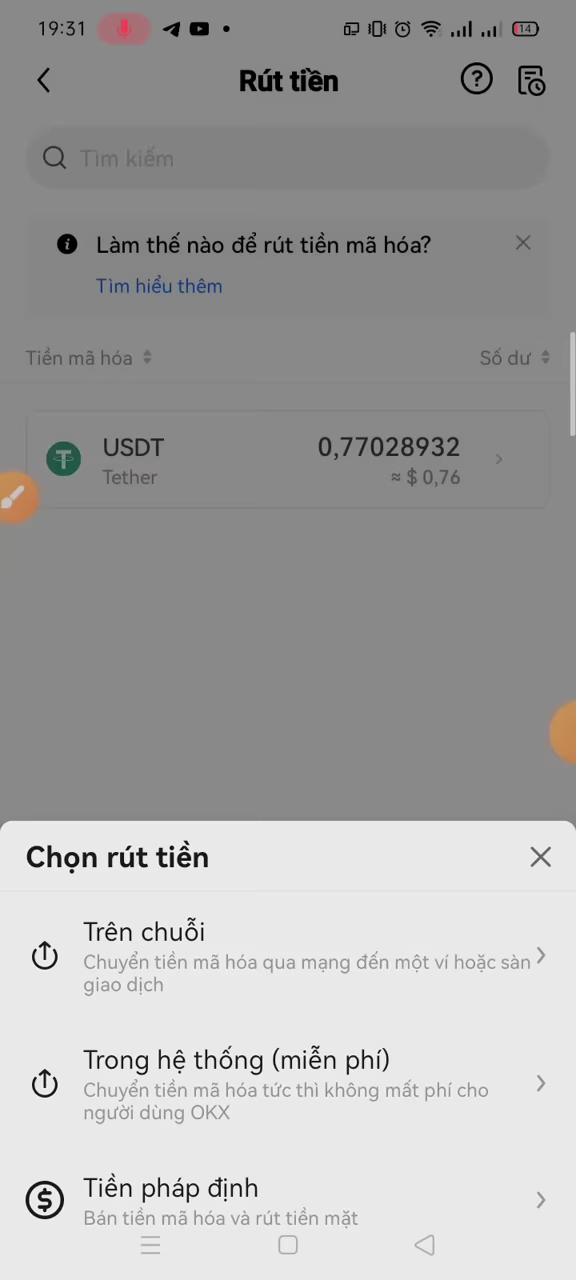 19:31
14
Rút tiền
Tìm kiếm
Làm thế nào để rút tiền mã hóa?
Tìm hiểu thêm
Tiền mã hóa
Số dư
USDT
0,77028932
Tether
≈ $ 0,76
Chọn rút tiền
Trên chuỗi
Chuyển tiền mã hóa qua mạng đến một ví hoặc sàn
giao dịch
Trong hệ thống (miễn phí)
Chuyển tiền mã hóa tức thì không mất phí cho
người dùng OKX
Tiền pháp định
Bán tiền mã hóa và rút tiền mặt